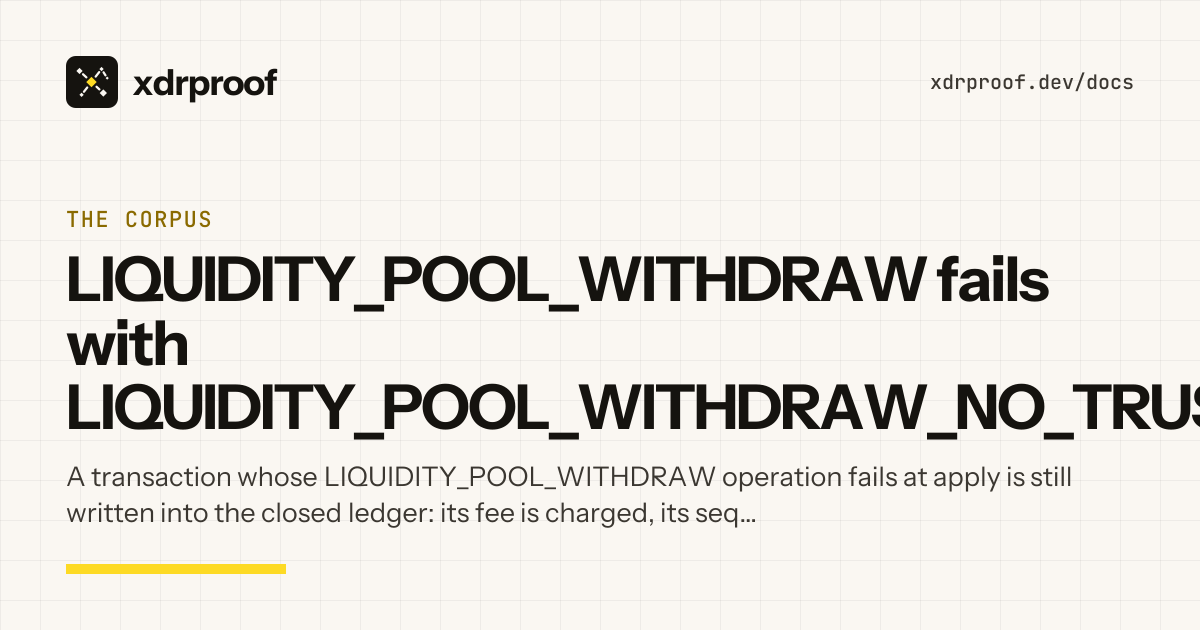 xdrproof
xdrproof.dev/docs
THE CORPUS
LIQUIDITY_POOL_WITHDRAW fails
with
LIQUIDITY_POOL_WITHDRAW_NO_TRUS
A transaction whose LIQUIDITY_POOL_WITHDRAW operation fails at apply is still
written into the closed ledger: its fee is charged, its seq…